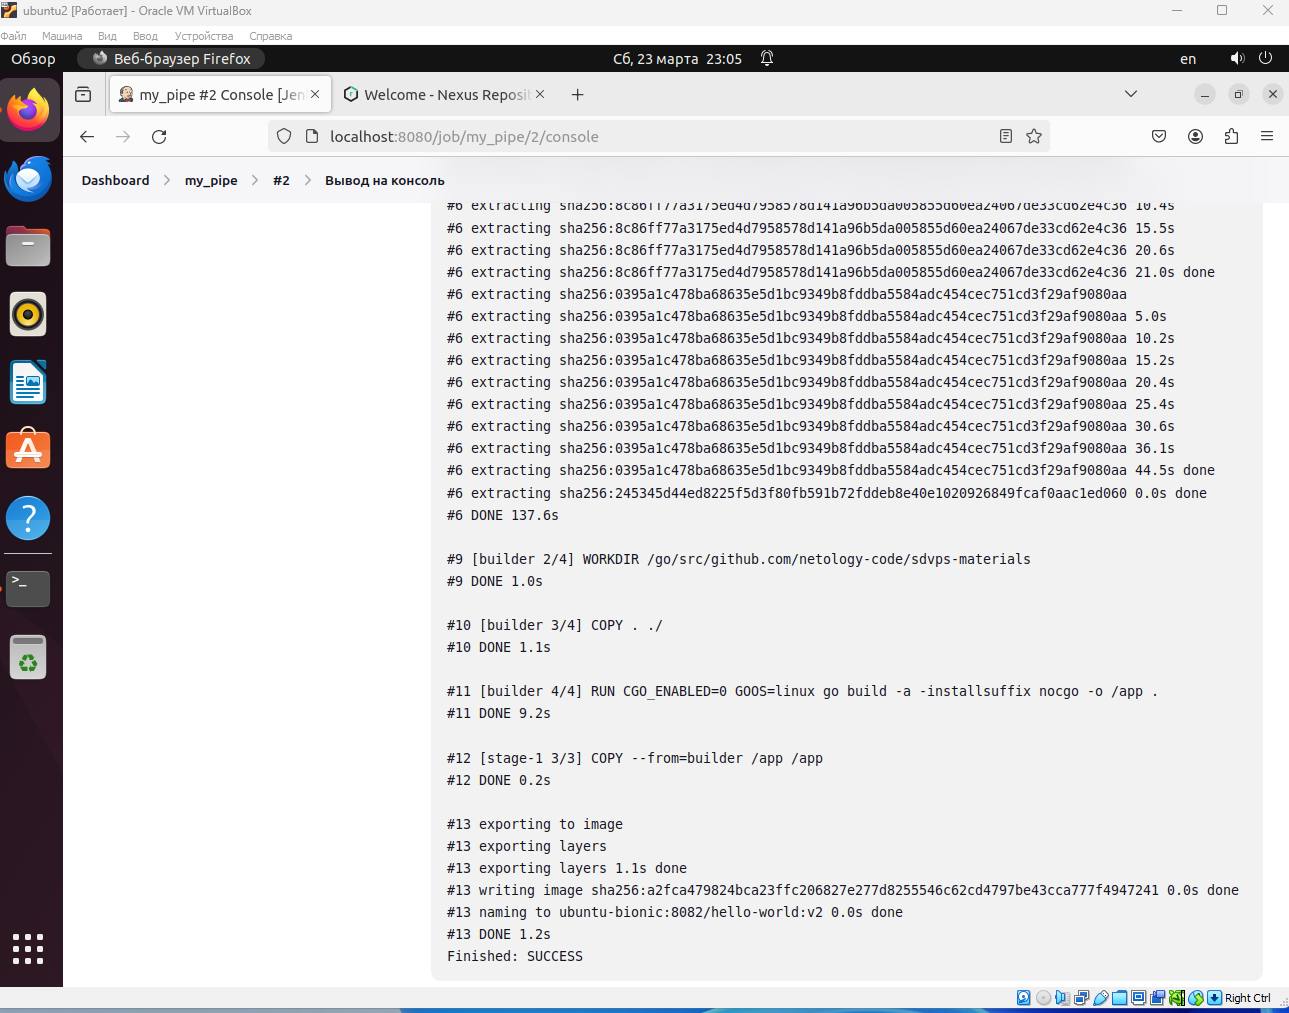 ubuntu2 [Работает] - Oracle VM VirtualBox
Файл Машина Вид Ввод Устройства Справка
Обзор Веб-браузер Firefox Сб, 23 марта 23:05 en
my_pipe #2 Console [Jen Welcome - Nexus Reposit
localhost:8080/job/my_pipe/2/console
Dashboard my_pipe #2 Вывод на консоль
#6 extracting sha256:8c86ff77a3175ed4d7958578d141a96b5da005855d60ea24067de33cd62e4c36 10.4s
#6 extracting sha256:8c86ff77a3175ed4d7958578d141a96b5da005855d60ea24067de33cd62e4c36 15.5s
#6 extracting sha256:8c86ff77a3175ed4d7958578d141a96b5da005855d60ea24067de33cd62e4c36 20.6s
#6 extracting sha256:8c86ff77a3175ed4d7958578d141a96b5da005855d60ea24067de33cd62e4c36 21.0s done
#6 extracting sha256:0395a1c478ba68635e5d1bc9349b8fddba5584adc454cec751cd3f29af9080aa
#6 extracting sha256:0395a1c478ba68635e5d1bc9349b8fddba5584adc454cec751cd3f29af9080aa 5.0s
#6 extracting sha256:0395a1c478ba68635e5d1bc9349b8fddba5584adc454cec751cd3f29af9080aa 10.2s
#6 extracting sha256:0395a1c478ba68635e5d1bc9349b8fddba5584adc454cec751cd3f29af9080aa 15.2s
#6 extracting sha256:0395a1c478ba68635e5d1bc9349b8fddba5584adc454cec751cd3f29af9080aa 20.4s
#6 extracting sha256:0395a1c478ba68635e5d1bc9349b8fddba5584adc454cec751cd3f29af9080aa 25.4s
#6 extracting sha256:0395a1c478ba68635e5d1bc9349b8fddba5584adc454cec751cd3f29af9080aa 30.6s
#6 extracting sha256:0395a1c478ba68635e5d1bc9349b8fddba5584adc454cec751cd3f29af9080aa 36.1s
#6 extracting sha256:0395a1c478ba68635e5d1bc9349b8fddba5584adc454cec751cd3f29af9080aa 44.5s done
#6 extracting sha256:245345d44ed8225f5d3f80fb591b72fddeb8e40e1020926849fcaf0aac1ed060 0.0s done
#6 DONE 137.6s
#9 [builder 2/4] WORKDIR /go/src/github.com/netology-code/sdvps-materials
#9 DONE 1.0s
#10 [builder 3/4] COPY . ./
#10 DONE 1.1s
#11 [builder 4/4] RUN CGO_ENABLED=0 GOOS=linux go build -a -installsuffix nocgo -o /app .
#11 DONE 9.2s
#12 [stage-1 3/3] COPY --from=builder /app /app
#12 DONE 0.2s
#13 exporting to image
#13 exporting layers
#13 exporting layers 1.1s done
#13 writing image sha256:a2fca479824bca23ffc206827e277d8255546c62cd4797be43cca777f4947241 0.0s done
#13 naming to ubuntu-bionic:8082/hello-world:v2 0.0s done
#13 DONE 1.2s
Finished: SUCCESS
Right Ctrl